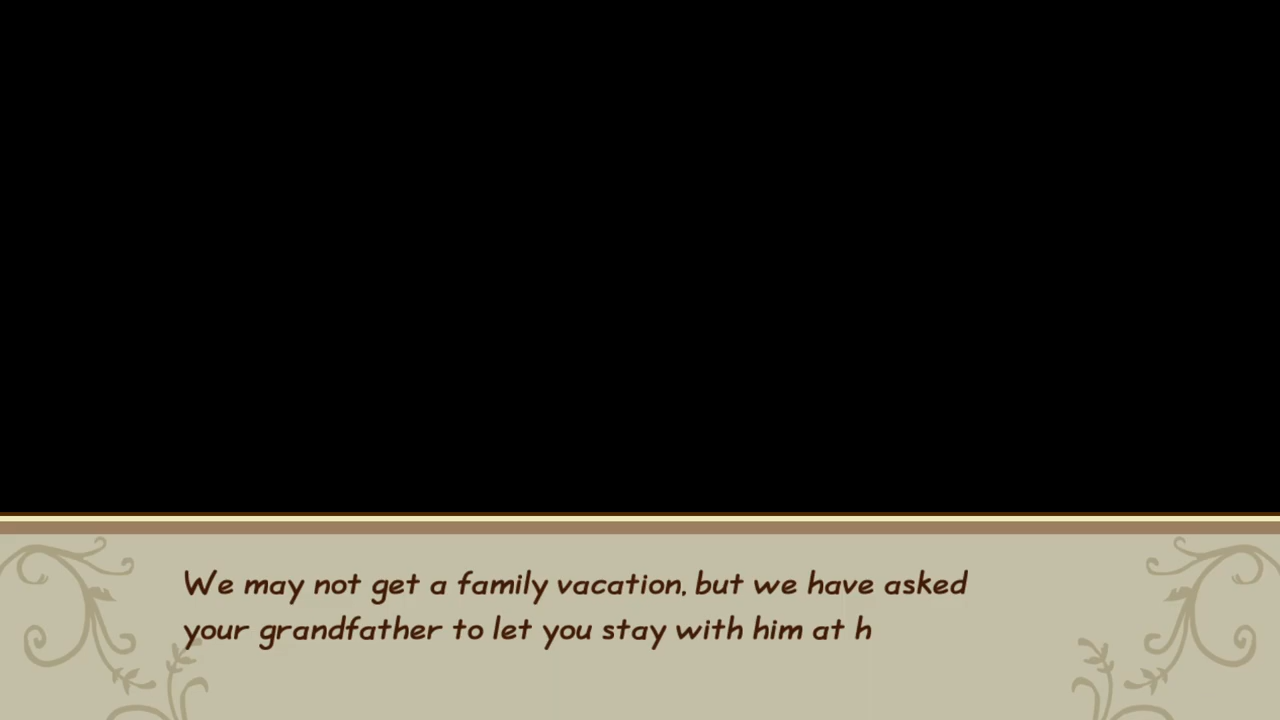 We may not get a family vacation, but we have asked
your grandfather to let you stay with him at h